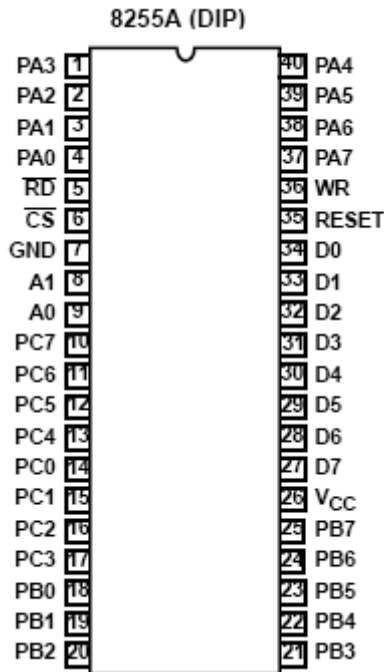 8255A (DIP)
PA3 1 40 PA4
PA2 2 39 PA5
PA1 3 38 PA6
PA0 4 37 PA7
RD 5 36 WR
CS 6 35 RESET
GND 7 34 D0
A1 8 33 D1
A0 9 32 D2
PC7 10 31 D3
PC6 11 30 D4
PC5 12 29 D5
PC4 13 28 D6
PC0 14 27 D7
PC1 15 26 VCC
PC2 16 25 PB7
PC3 17 24 PB6
PB0 18 23 PB5
PB1 19 22 PB4
PB2 20 21 PB3